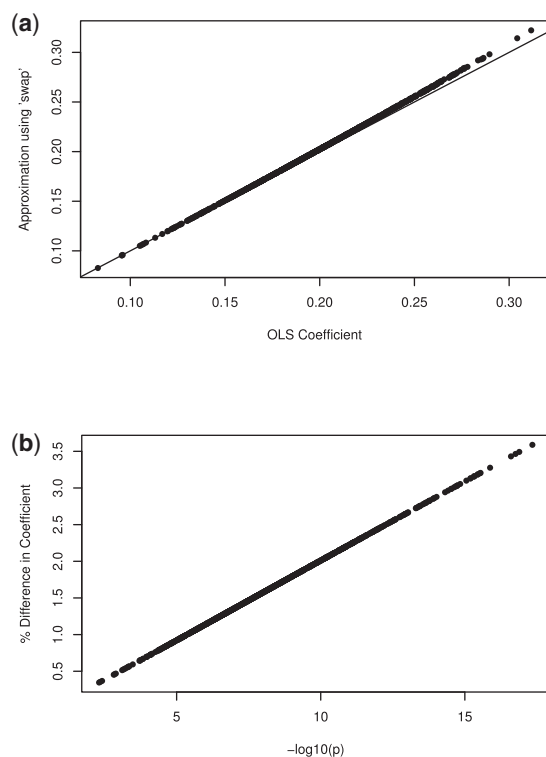 (a)
Approximation using 'swap'
0.30
0.25
0.20
0.15
0.10
0.10 0.15 0.20 0.25 0.30
OLS Coefficient
(b)
% Difference in Coefficient
3.5
3.0
2.5
2.0
1.5
1.0
0.5
5 10 15
−log10(p)